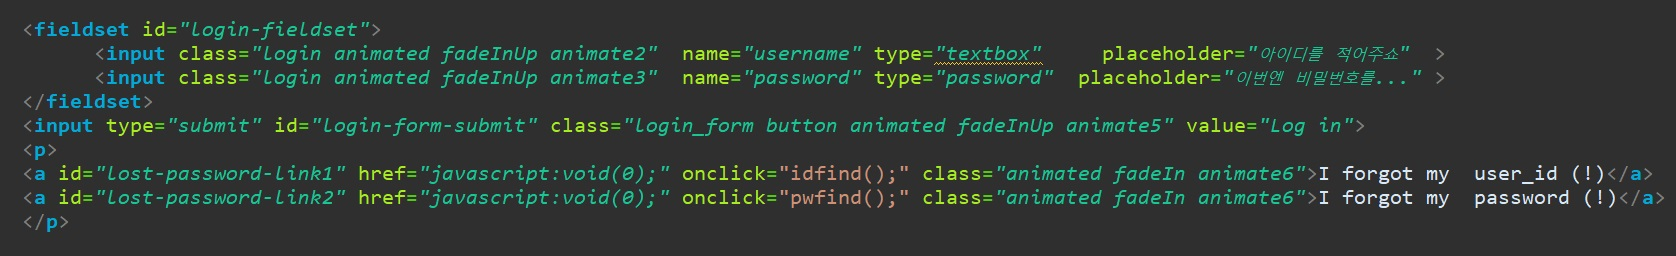 <fieldset id="login-fieldset">
<input class="login animated fadeInUp animate2" name="username" type="textbox" placeholder="아이디를 적어주쇼" >
<input class="login animated fadeInUp animate3" name="password" type="password" placeholder="이번엔 비밀번호를..." >
</fieldset>
<input type="submit" id="login-form-submit" class="login_form button animated fadeInUp animate5" value="Log in">
<p>
<a id="lost-password-link1" href="javascript:void(0);" onclick="idfind();" class="animated fadeIn animate6">I forgot my  user_id (!)</a>
<a id="lost-password-link2" href="javascript:void(0);" onclick="pwfind();" class="animated fadeIn animate6">I forgot my  password (!)</a>
</p>